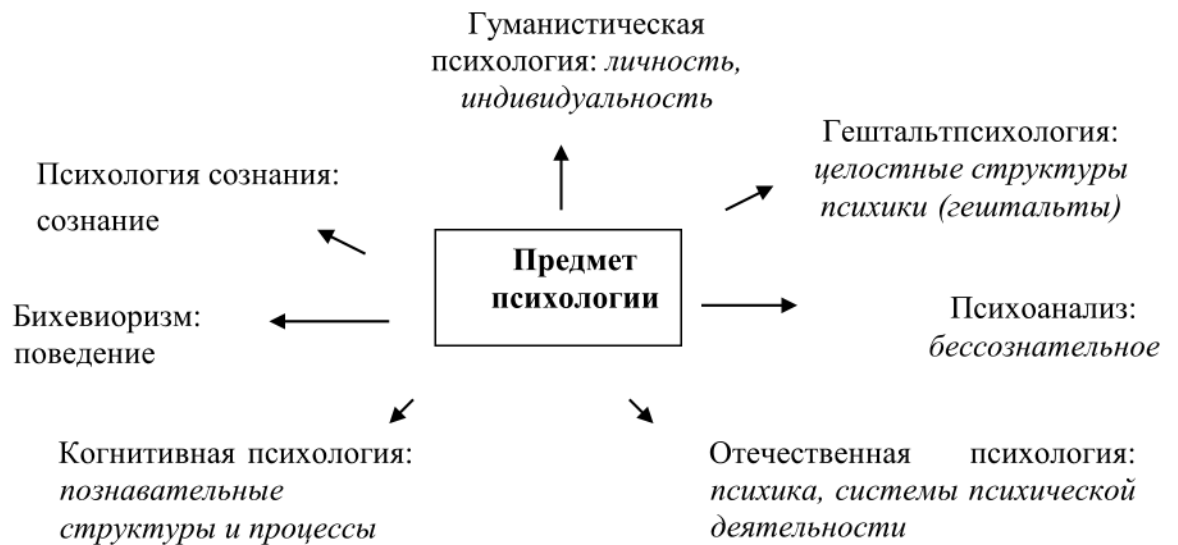 Гуманистическая
психология: личность,
индивидуальность
Гештальтпсихология:
целостные структуры
психики (гештальты)
Психология сознания:
сознание
Предмет
психологии
Бихевиоризм:
поведение
Психоанализ:
бессознательное
Когнитивная психология:
познавательные
структуры и процессы
Отечественная психология:
психика, системы психической
деятельности